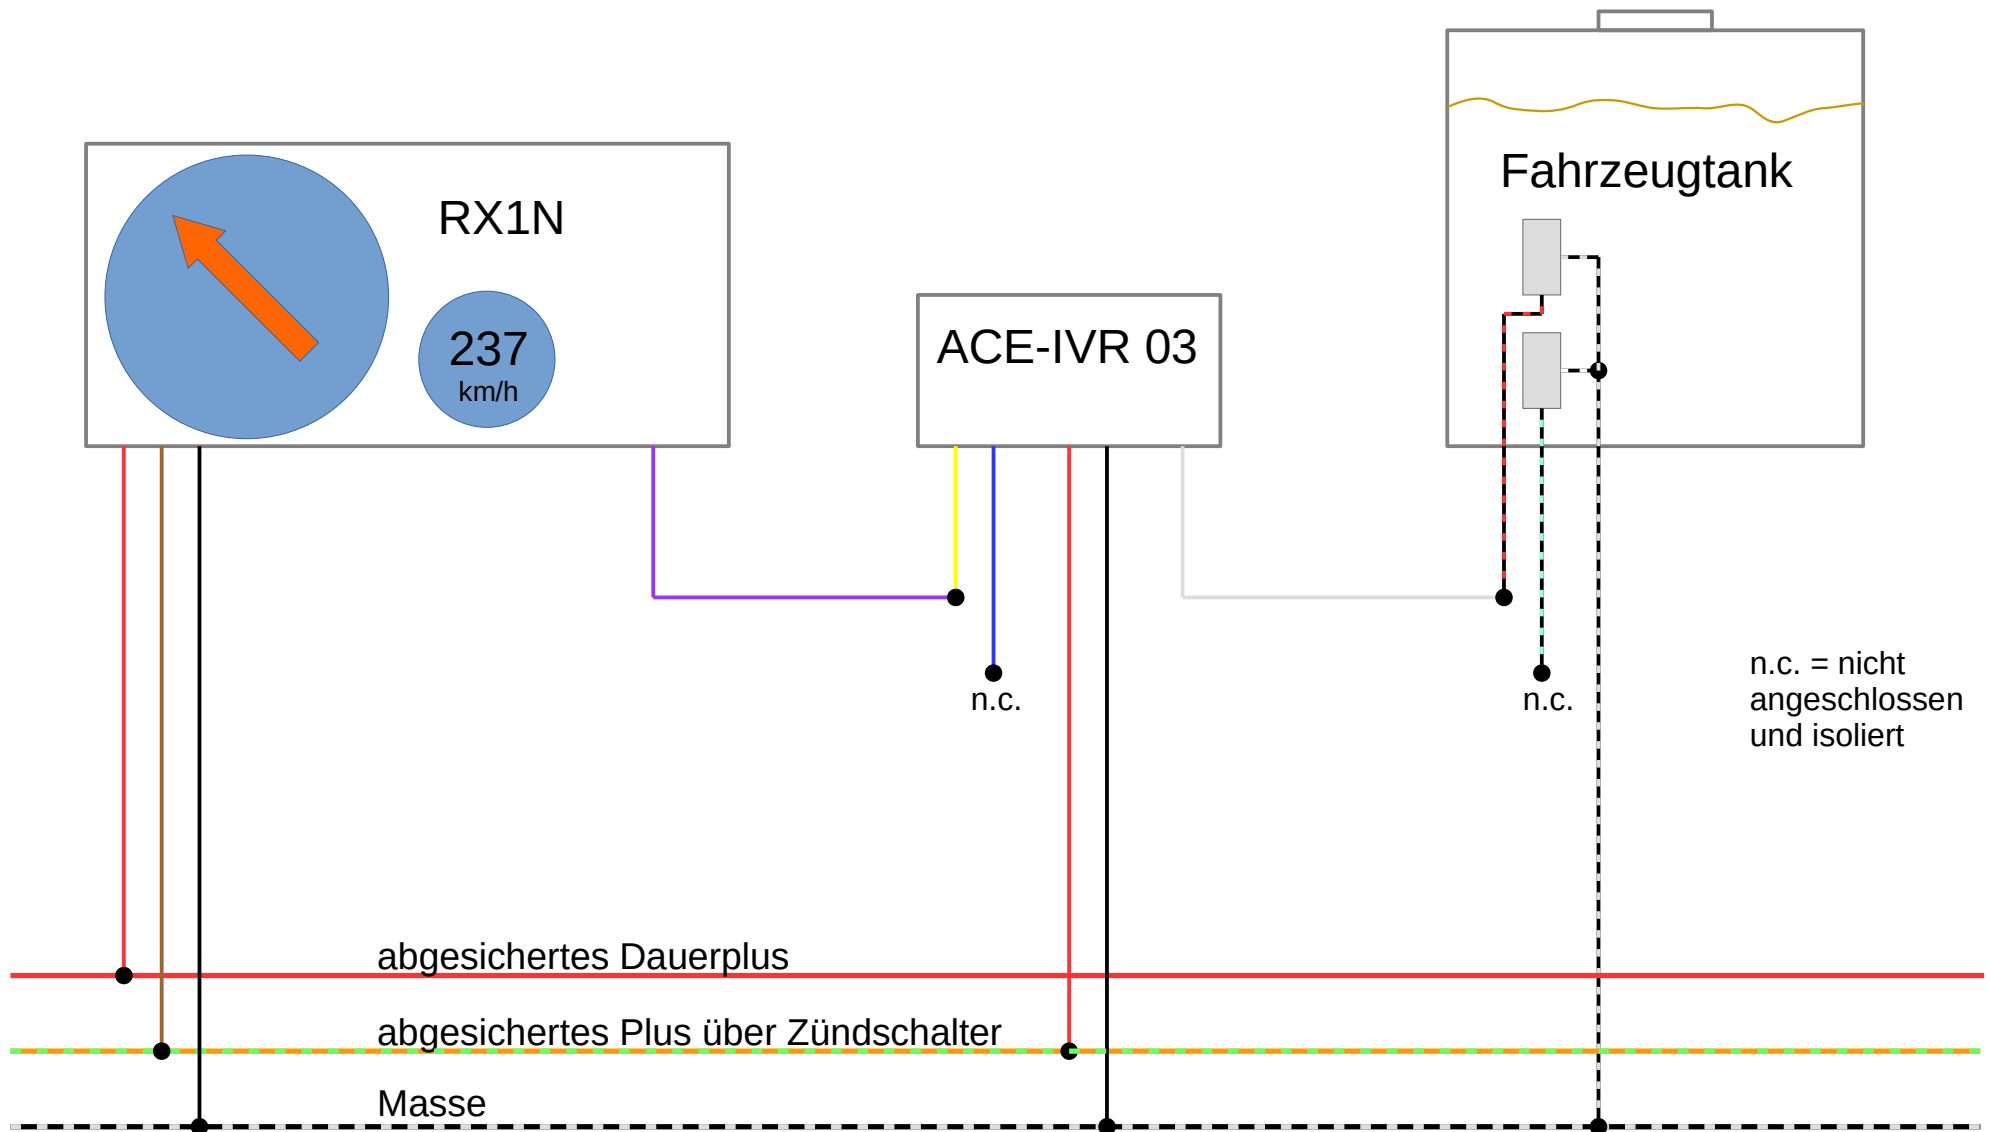 Fahrzeugtank
RX1N
237
km/h
ACE-IVR 03
n.c.
n.c.
n.c. = nicht
angeschlossen
und isoliert
abgesichertes Dauerplus
abgesichertes Plus über Zündschalter
Masse